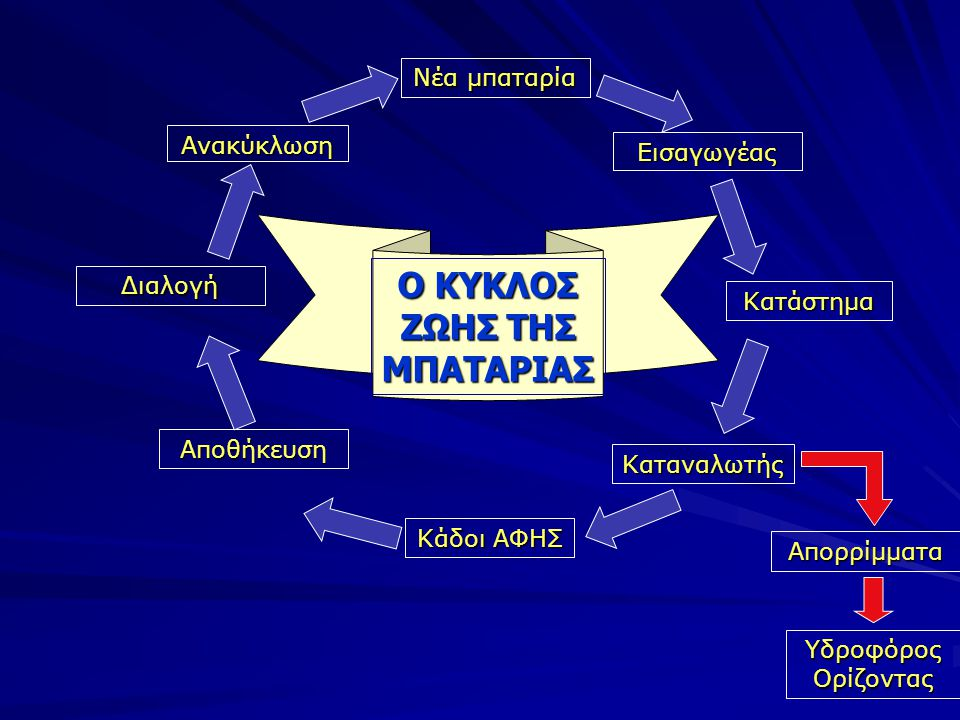 Νέα μπαταρία
Ανακύκλωση
Εισαγωγέας
Διαλογή
Ο ΚΥΚΛΟΣ
ΖΩΗΣ ΤΗΣ
ΜΠΑΤΑΡΙΑΣ
Κατάστημα
Αποθήκευση
Καταναλωτής
Κάδοι ΑΦΗΣ
Απορρίμματα
Υδροφόρος
Ορίζοντας